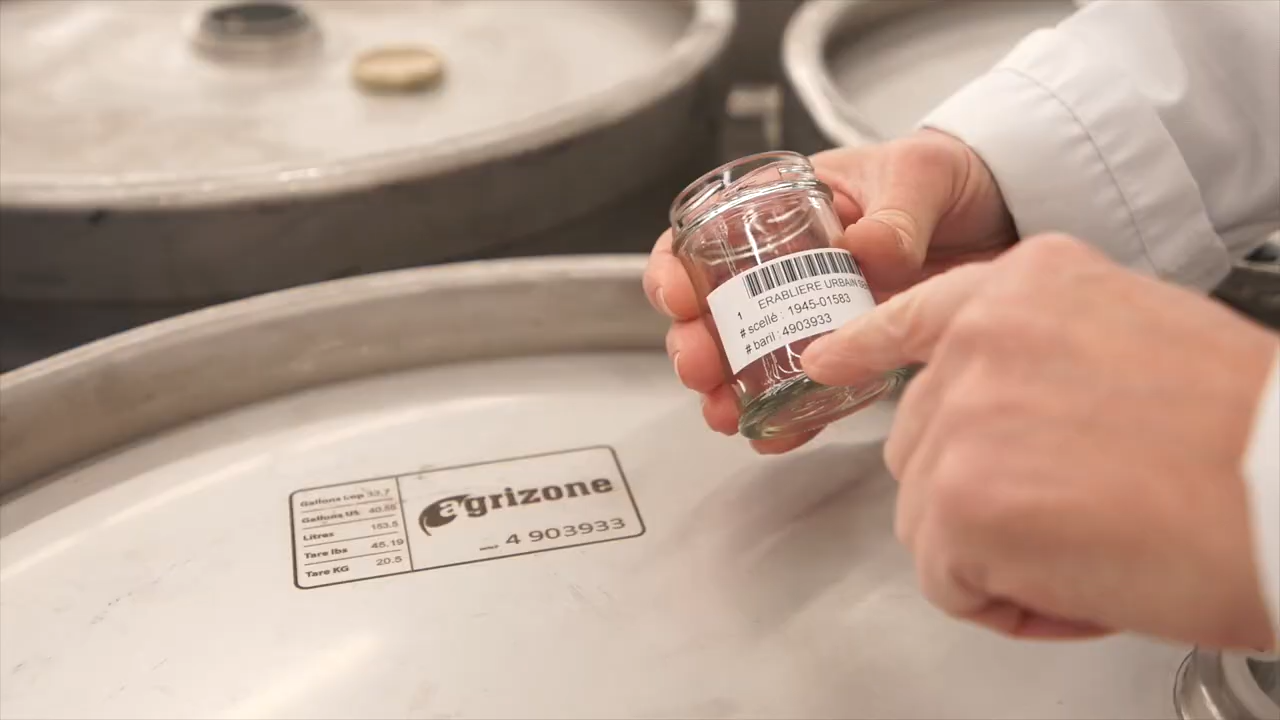 ERABLIERE URBAIN
1
# scellé : 1945-01583
# baril : 4903933
Gallons Imp 33.7
Gallons US 40.55
Litres 153.5
Tare lbs 45.19
Tare KG 20.5
agrizone
4 903933